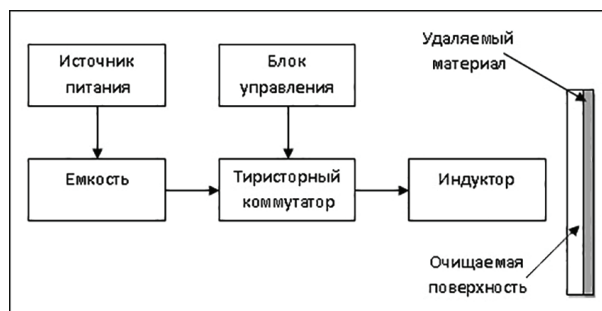 Источник
питания
Блок
управления
Удаляемый
материал
Емкость
Тиристорный
коммутатор
Индуктор
Очищаемая
поверхность